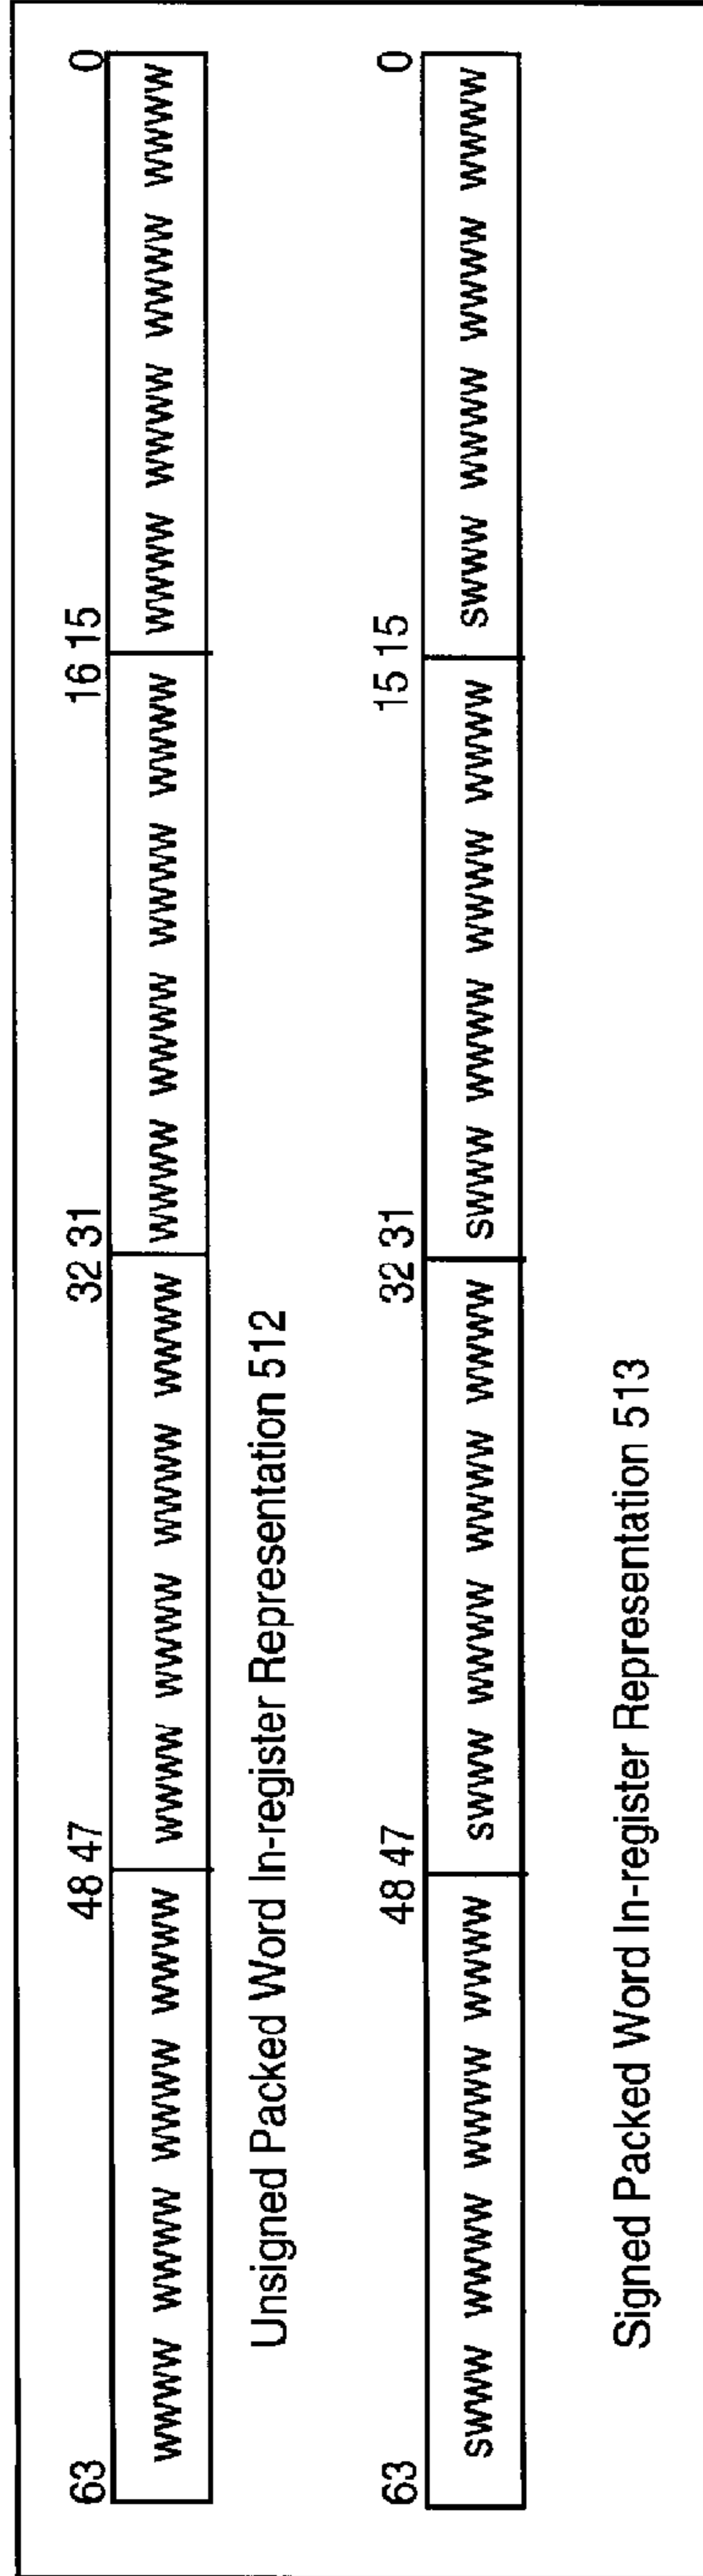 63 48 47 32 31 16 15 0
wwww wwww wwww wwww wwww wwww wwww wwww wwww wwww wwww wwww wwww wwww wwww wwww
Unsigned Packed Word In-register Representation 512
63 48 47 32 31 15 15 0
swww wwww wwww wwww swww wwww wwww wwww swww wwww wwww wwww swww wwww wwww wwww
Signed Packed Word In-register Representation 513